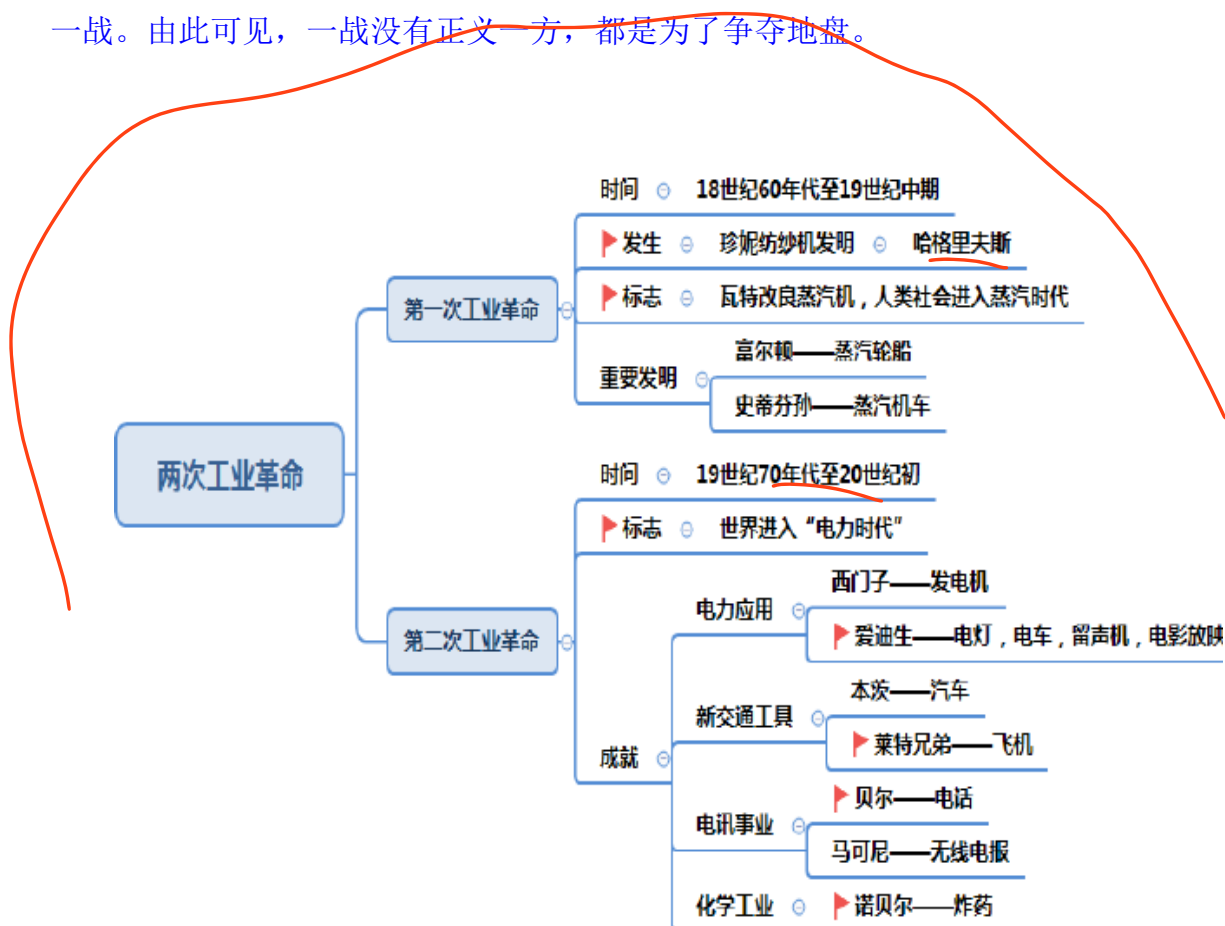 一战。由此可见，一战没有正义一方，都是为了争夺地盘。
时间 18世纪60年代至19世纪中期
发生 珍妮纺纱机发明 哈格里夫斯
第一次工业革命
标志 瓦特改良蒸汽机，人类社会进入蒸汽时代
重要发明
富尔顿——蒸汽轮船
史蒂芬孙——蒸汽机车
两次工业革命
时间 19世纪70年代至20世纪初
标志 世界进入“电力时代”
第二次工业革命
成就
电力应用
西门子——发电机
爱迪生——电灯，电车，留声机，电影放映
新交通工具
本茨——汽车
莱特兄弟——飞机
电讯事业
贝尔——电话
马可尼——无线电报
化学工业 诺贝尔——炸药